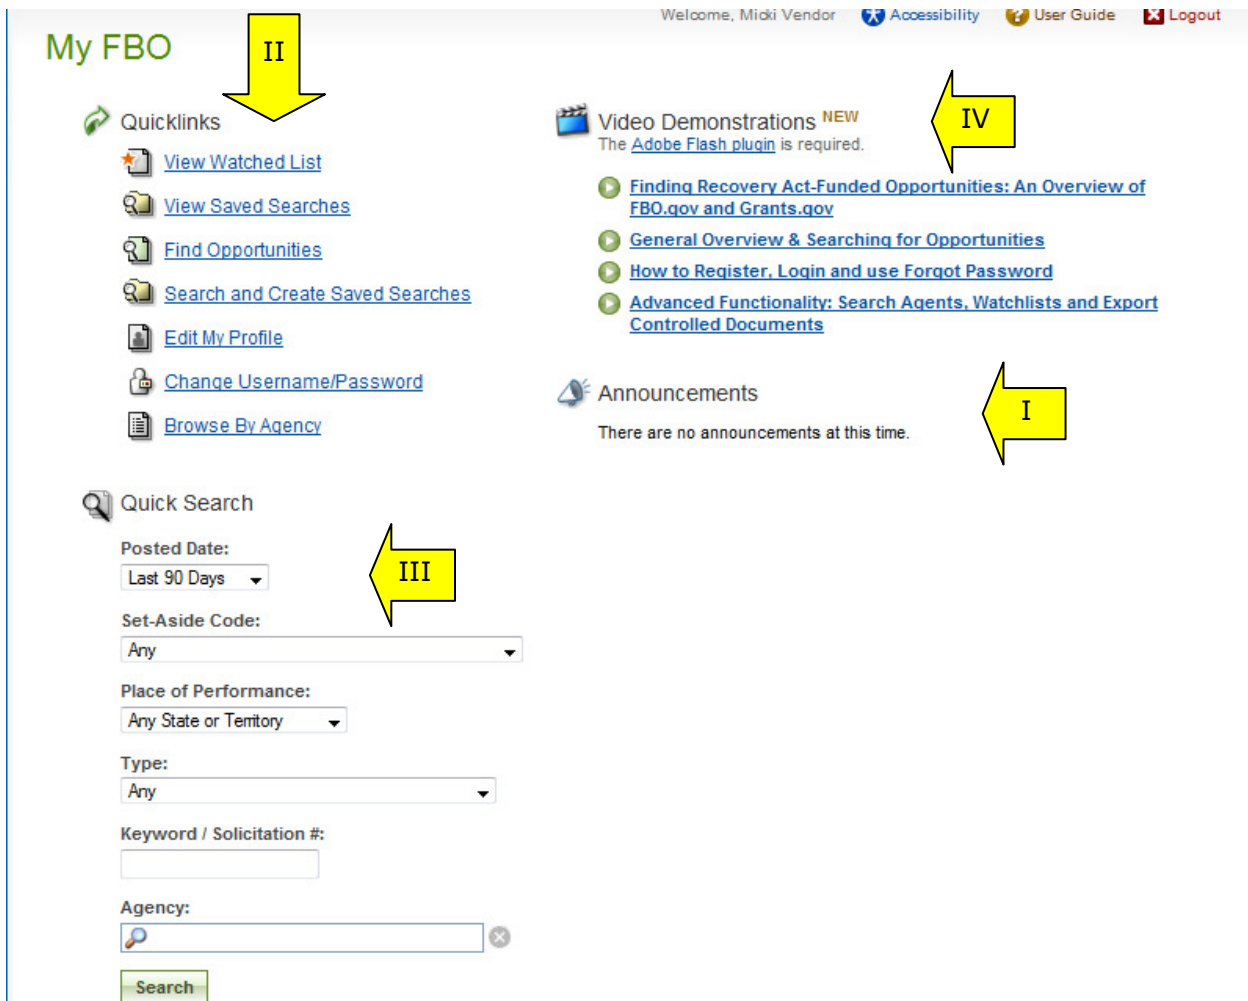 Welcome, Micki Vendor Accessibility User Guide Logout
My FBO
II
Quicklinks
View Watched List
View Saved Searches
Find Opportunities
Search and Create Saved Searches
Edit My Profile
Change Username/Password
Browse By Agency
Video Demonstrations NEW
IV
The Adobe Flash plugin is required.
Finding Recovery Act-Funded Opportunities: An Overview of
FBO.gov and Grants.gov
General Overview & Searching for Opportunities
How to Register, Login and use Forgot Password
Advanced Functionality: Search Agents, Watchlists and Export
Controlled Documents
Announcements
I
There are no announcements at this time.
Quick Search
Posted Date:
Last 90 Days
III
Set-Aside Code:
Any
Place of Performance:
Any State or Territory
Type:
Any
Keyword / Solicitation #:
Agency:
Search